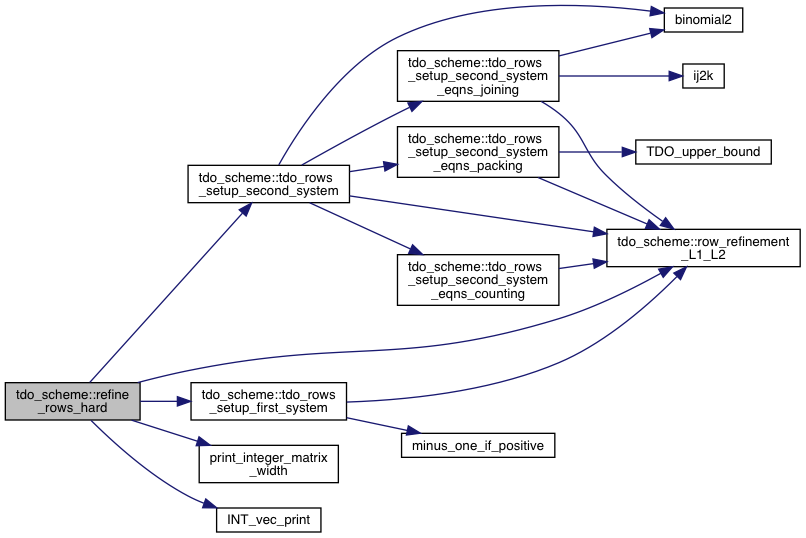 binomial2
tdo_scheme::tdo_rows
_setup_second_system
_eqns_joining
ij2k
tdo_scheme::tdo_rows
_setup_second_system
_eqns_packing
TDO_upper_bound
tdo_scheme::tdo_rows
_setup_second_system
tdo_scheme::row_refinement
_L1_L2
tdo_scheme::tdo_rows
_setup_second_system
_eqns_counting
tdo_scheme::refine
_rows_hard
tdo_scheme::tdo_rows
_setup_first_system
minus_one_if_positive
print_integer_matrix
_width
INT_vec_print